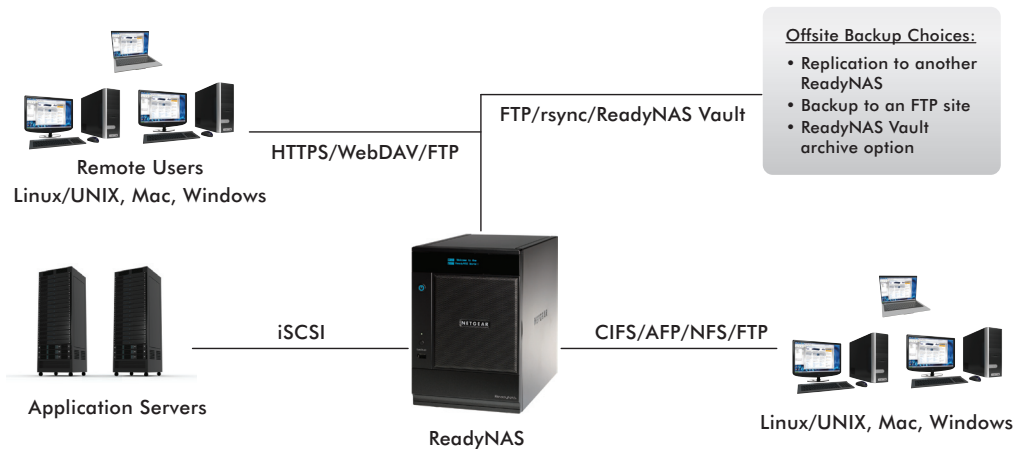 Offsite Backup Choices:
• Replication to another
ReadyNAS
• Backup to an FTP site
• ReadyNAS Vault
archive option
FTP/rsync/ReadyNAS Vault
HTTPS/WebDAV/FTP
Remote Users
Linux/UNIX, Mac, Windows
NETGEAR
iSCSI
CIFS/AFP/NFS/FTP
Application Servers
Linux/UNIX, Mac, Windows
ReadyNAS